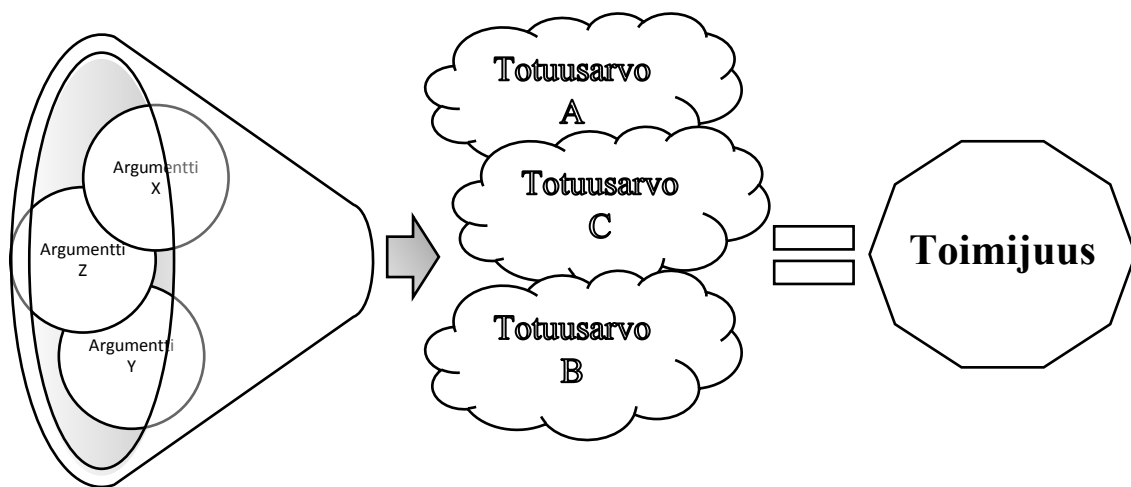 Argumentti
X
Argumentti
Z
Argumentti
Y
Totuusarvo
A
Totuusarvo
C
Totuusarvo
B
Toimijuus